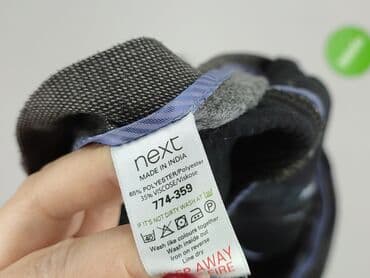 next
MADE IN INDIA
65% POLYESTER/Polyester
35% VISCOSE/Viskose
774-359
IF IT'S NOT DIRTY WASH AT
Wash like colours together
Wash inside out
Iron on reverse
Line dry
AWAY